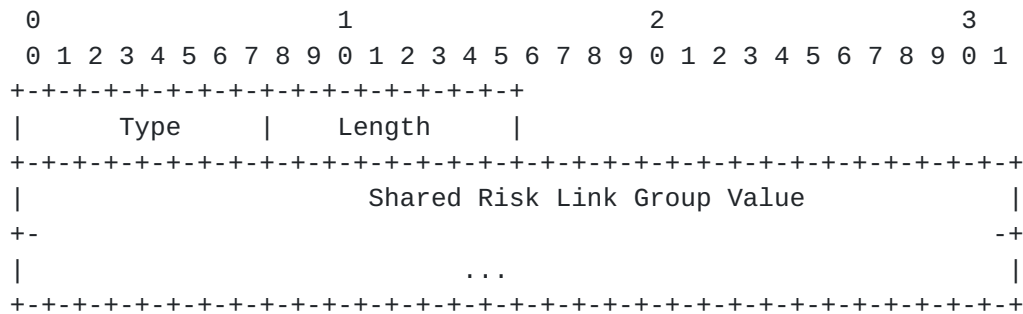 0                   1                   2                   3
 0 1 2 3 4 5 6 7 8 9 0 1 2 3 4 5 6 7 8 9 0 1 2 3 4 5 6 7 8 9 0 1
+-+-+-+-+-+-+-+-+-+-+-+-+-+-+-+-+
|      Type     |    Length     |
+-+-+-+-+-+-+-+-+-+-+-+-+-+-+-+-+-+-+-+-+-+-+-+-+-+-+-+-+-+-+-+-+
|                      Shared Risk Link Group Value             |
+-                                                             -+
|                            ...                                |
+-+-+-+-+-+-+-+-+-+-+-+-+-+-+-+-+-+-+-+-+-+-+-+-+-+-+-+-+-+-+-+-+